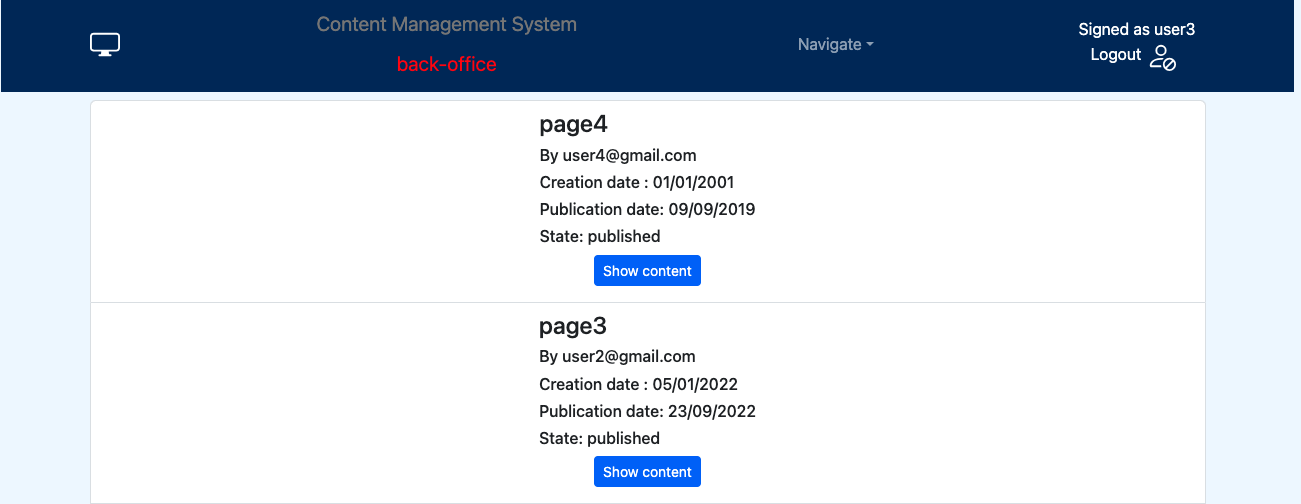 Content Management System
back-office
Navigate
Signed as user3
Logout
page4
By user4@gmail.com
Creation date : 01/01/2001
Publication date: 09/09/2019
State: published
Show content
page3
By user2@gmail.com
Creation date : 05/01/2022
Publication date: 23/09/2022
State: published
Show content